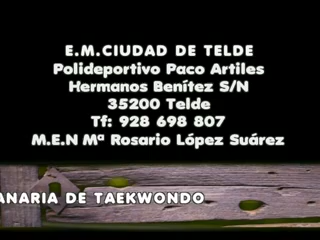 E.M.CIUDAD DE TELDE
Polideportivo Paco Artiles
Hermanos Benítez S/N
35200 Telde
Tf: 928 698 807
M.E.N Mª Rosario López Suárez
ANARIA DE TAEKWONDO